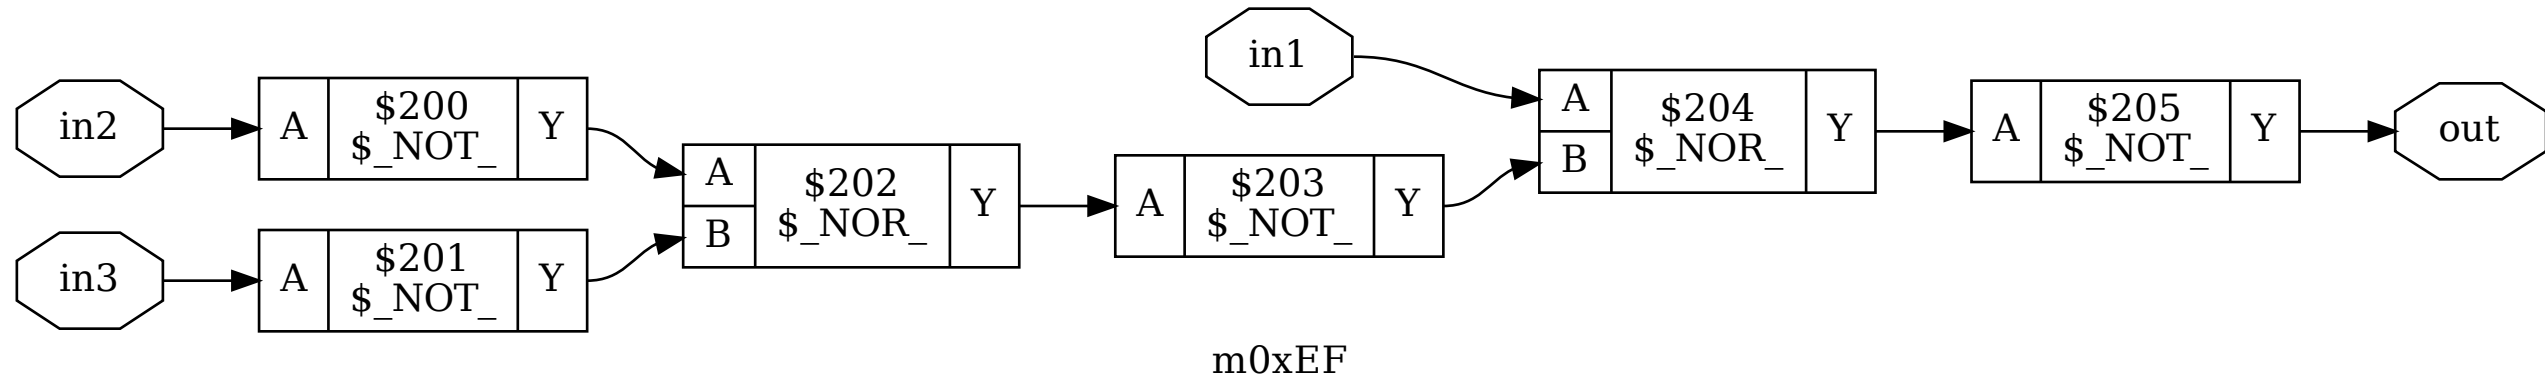 in2
A
$200
$_NOT_
Y
in3
A
$201
$_NOT_
Y
A
B
$202
$_NOR_
Y
A
$203
$_NOT_
Y
in1
A
B
$204
$_NOR_
Y
A
$205
$_NOT_
Y
out
m0xEF